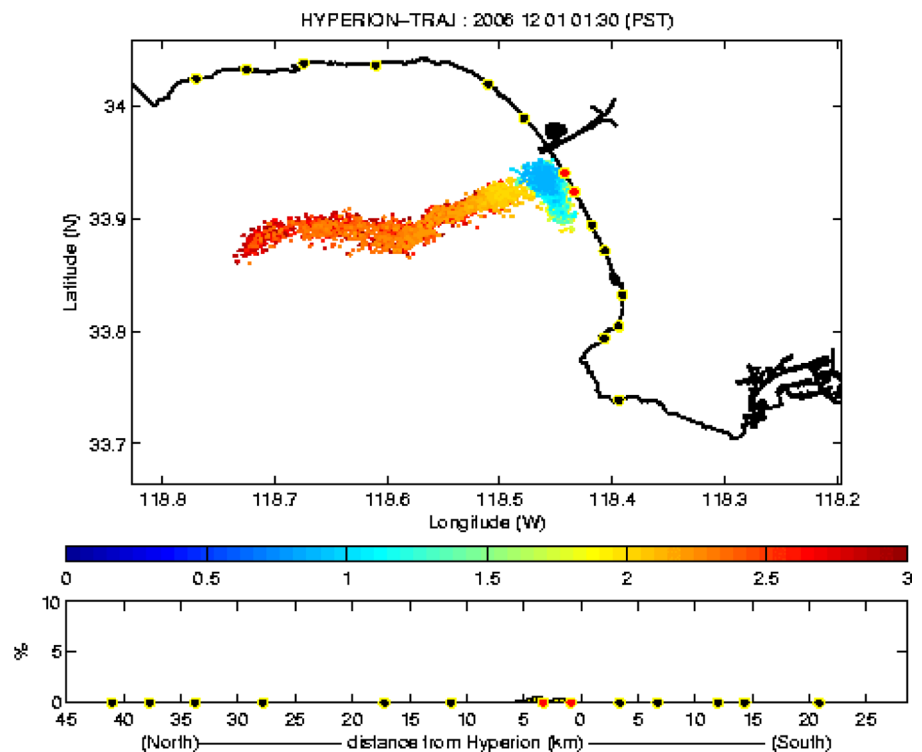 HYPERION–TRAJ : 2006 12 01 01:30 (PST)
34
33.9
33.8
33.7
Latitude (N)
118.8 118.7 118.6 118.5 118.4 118.3 118.2
Longitude (W)
0 0.5 1 1.5 2 2.5 3
10
5
0
%
45 40 35 30 25 20 15 10 5 0 5 10 15 20 25
(North) distance from Hyperion (km) (South)